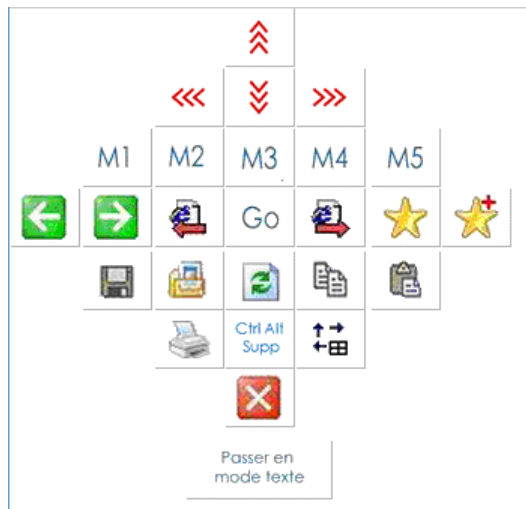 M1 M2 M3 M4 M5
Go
Ctrl Alt
Supp
Passer en
mode texte